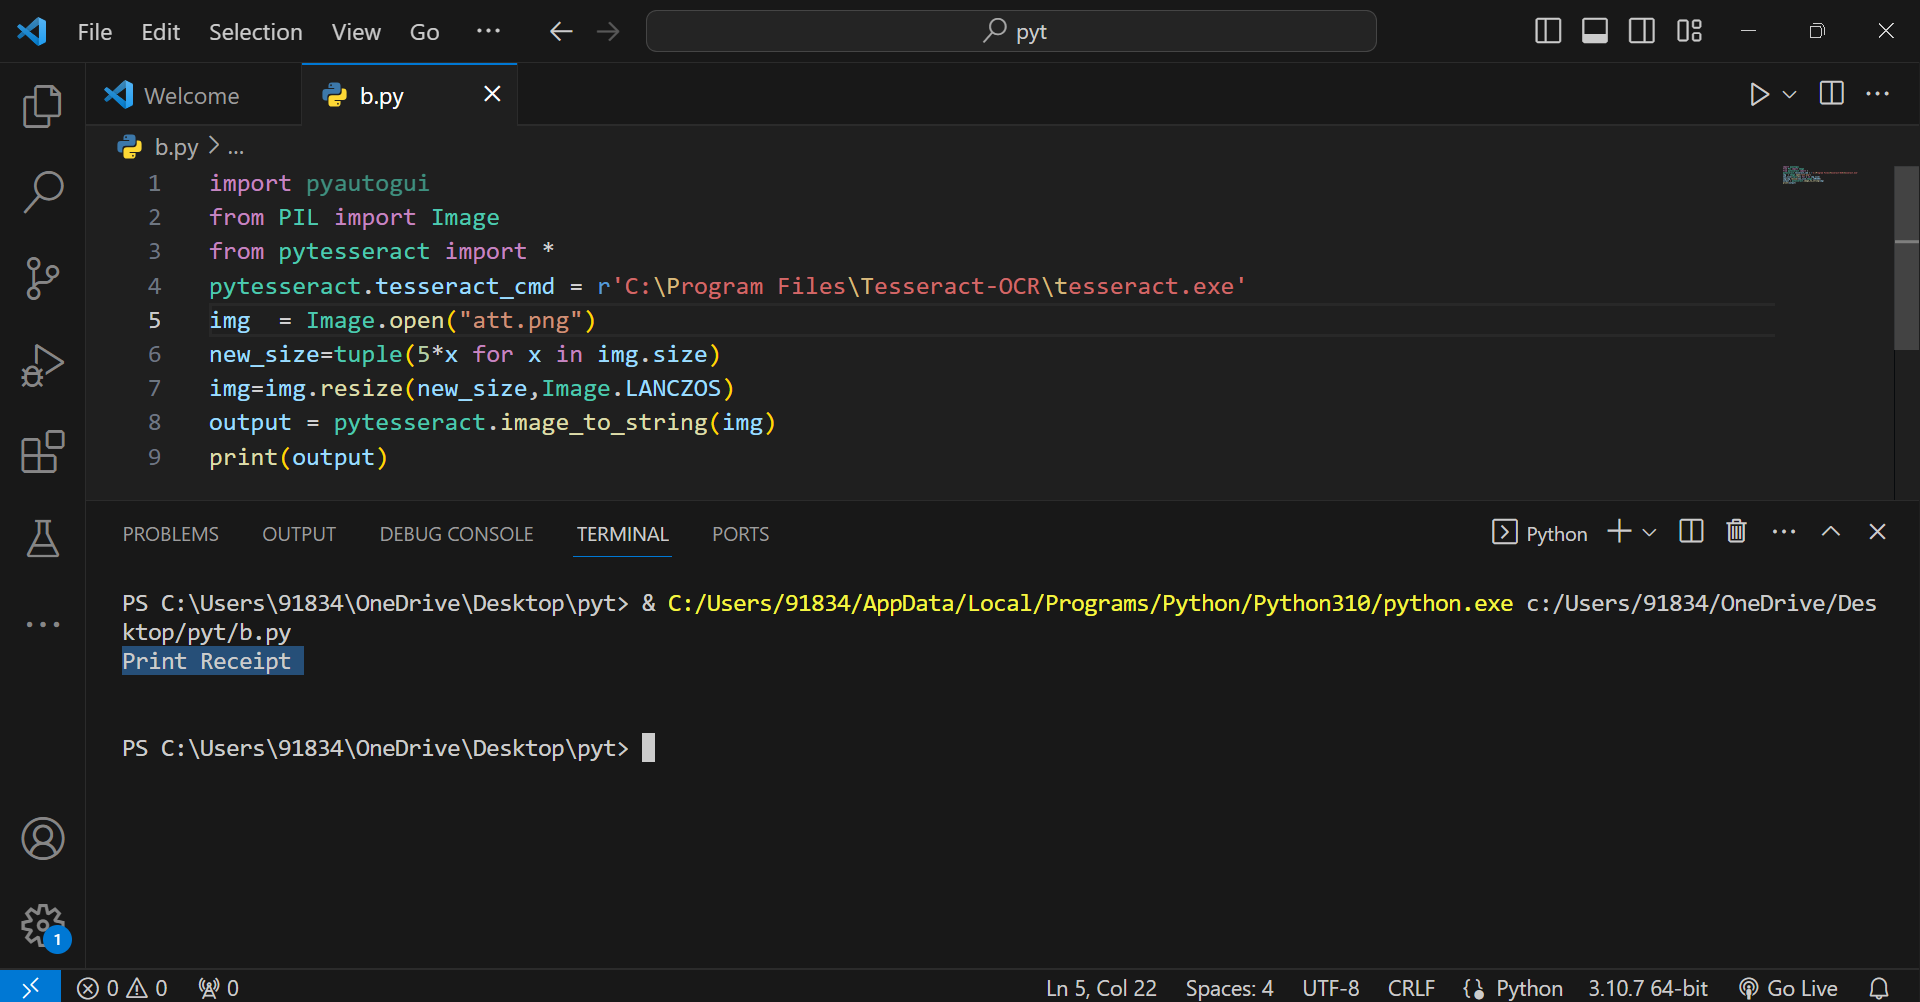 File Edit Selection View Go ··· pyt
Welcome b.py
b.py > ...
1 import pyautogui
2 from PIL import Image
3 from pytesseract import *
4 pytesseract.tesseract_cmd = r'C:\Program Files\Tesseract-OCR\tesseract.exe'
5 img  = Image.open("att.png")
6 new_size=tuple(5*x for x in img.size)
7 img=img.resize(new_size,Image.LANCZOS)
8 output = pytesseract.image_to_string(img)
9 print(output)
PROBLEMS OUTPUT DEBUG CONSOLE TERMINAL PORTS Python
PS C:\Users\91834\OneDrive\Desktop\pyt> & C:/Users/91834/AppData/Local/Programs/Python/Python310/python.exe c:/Users/91834/OneDrive/Des
ktop/pyt/b.py
Print Receipt
PS C:\Users\91834\OneDrive\Desktop\pyt>
1
0 0 0 Ln 5, Col 22 Spaces: 4 UTF-8 CRLF Python 3.10.7 64-bit Go Live